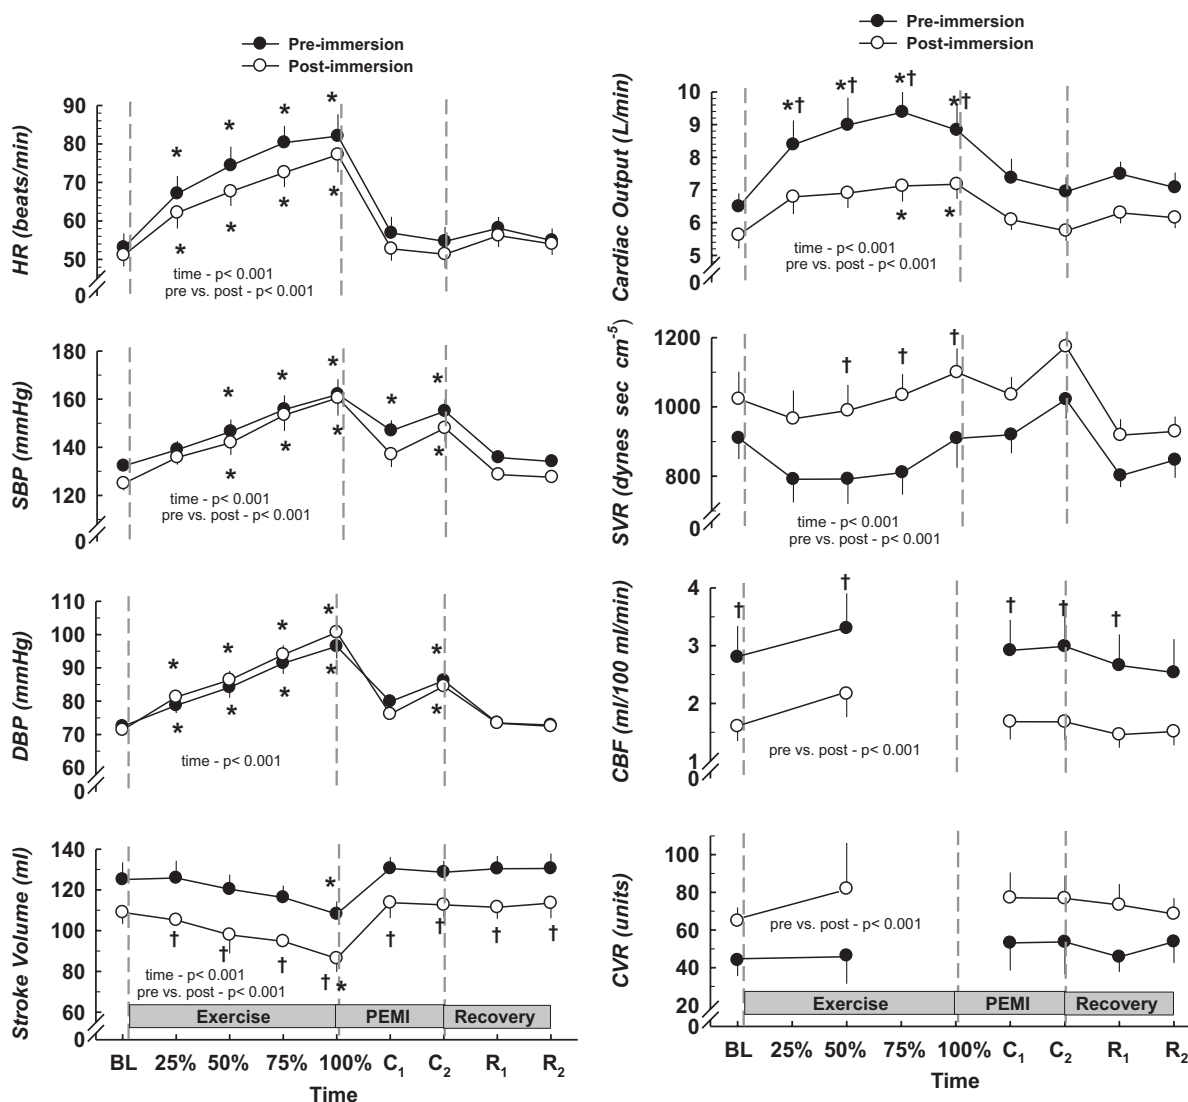 Pre-immersion
Post-immersion
HR (beats/min)
90
80
70
60
50
0
* * * *
* * * *
time - p< 0.001
pre vs. post - p< 0.001
SBP (mmHg)
180
160
140
120
0
* * * * *
* * * *
time - p< 0.001
pre vs. post - p< 0.001
DBP (mmHg)
110
100
90
80
70
60
0
* * * * *
* * * * *
time - p< 0.001
Stroke Volume (ml)
140
120
100
80
60
0
*
† † † † * † † † †
time - p< 0.001
pre vs. post - p< 0.001
Exercise PEMI Recovery
BL 25% 50% 75% 100% C1 C2 R1 R2
Time
Pre-immersion
Post-immersion
Cardiac Output (L/min)
10
9
8
7
6
5
0
*† *† *† *†
* *
time - p< 0.001
pre vs. post - p< 0.001
SVR (dynes sec cm-5)
1200
1000
800
0
† † †
time - p< 0.001
pre vs. post - p< 0.001
CBF (ml/100 ml/min)
4
3
2
1
0
† † † † †
pre vs. post - p< 0.001
CVR (units)
100
80
60
40
20
0
pre vs. post - p< 0.001
Exercise PEMI Recovery
BL 25% 50% 75% 100% C1 C2 R1 R2
Time